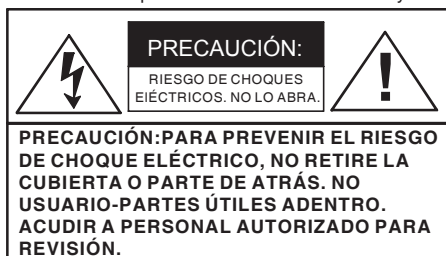 PRECAUCIÓN:
RIESGO DE CHOQUES
ElÉCTRICOS. NO LO ABRA.
PRECAUCIÓN:PARA PREVENIR EL RIESGO
DE CHOQUE ELÉCTRICO, NO RETIRE LA
CUBIERTA O PARTE DE ATRÁS. NO
USUARIO-PARTES ÚTILES ADENTRO.
ACUDIR A PERSONAL AUTORIZADO PARA
REVISIÓN.